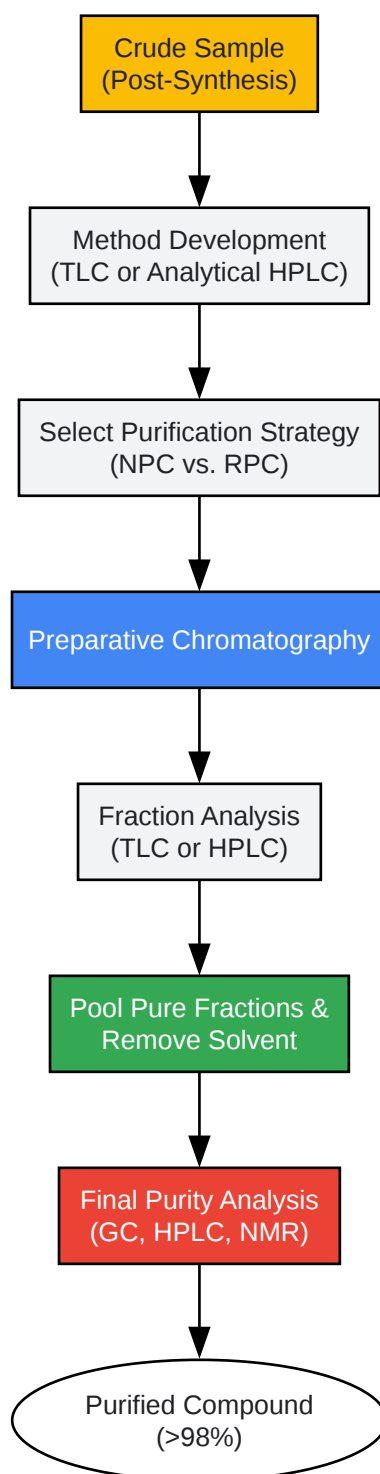 Crude Sample
(Post-Synthesis)
Method Development
(TLC or Analytical HPLC)
Select Purification Strategy
(NPC vs. RPC)
Preparative Chromatography
Fraction Analysis
(TLC or HPLC)
Pool Pure Fractions &
Remove Solvent
Final Purity Analysis
(GC, HPLC, NMR)
Purified Compound
(>98%)